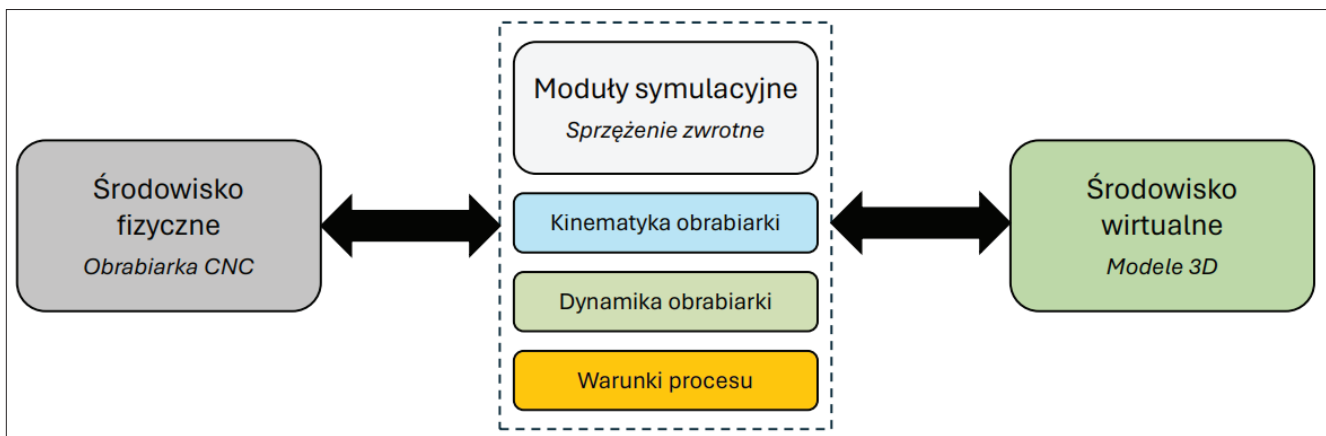 Środowisko
fizyczne
Obrabiarka CNC
Moduły symulacyjne
Sprzężenie zwrotne
Kinematyka obrabiarki
Dynamika obrabiarki
Warunki procesu
Środowisko
wirtualne
Modele 3D